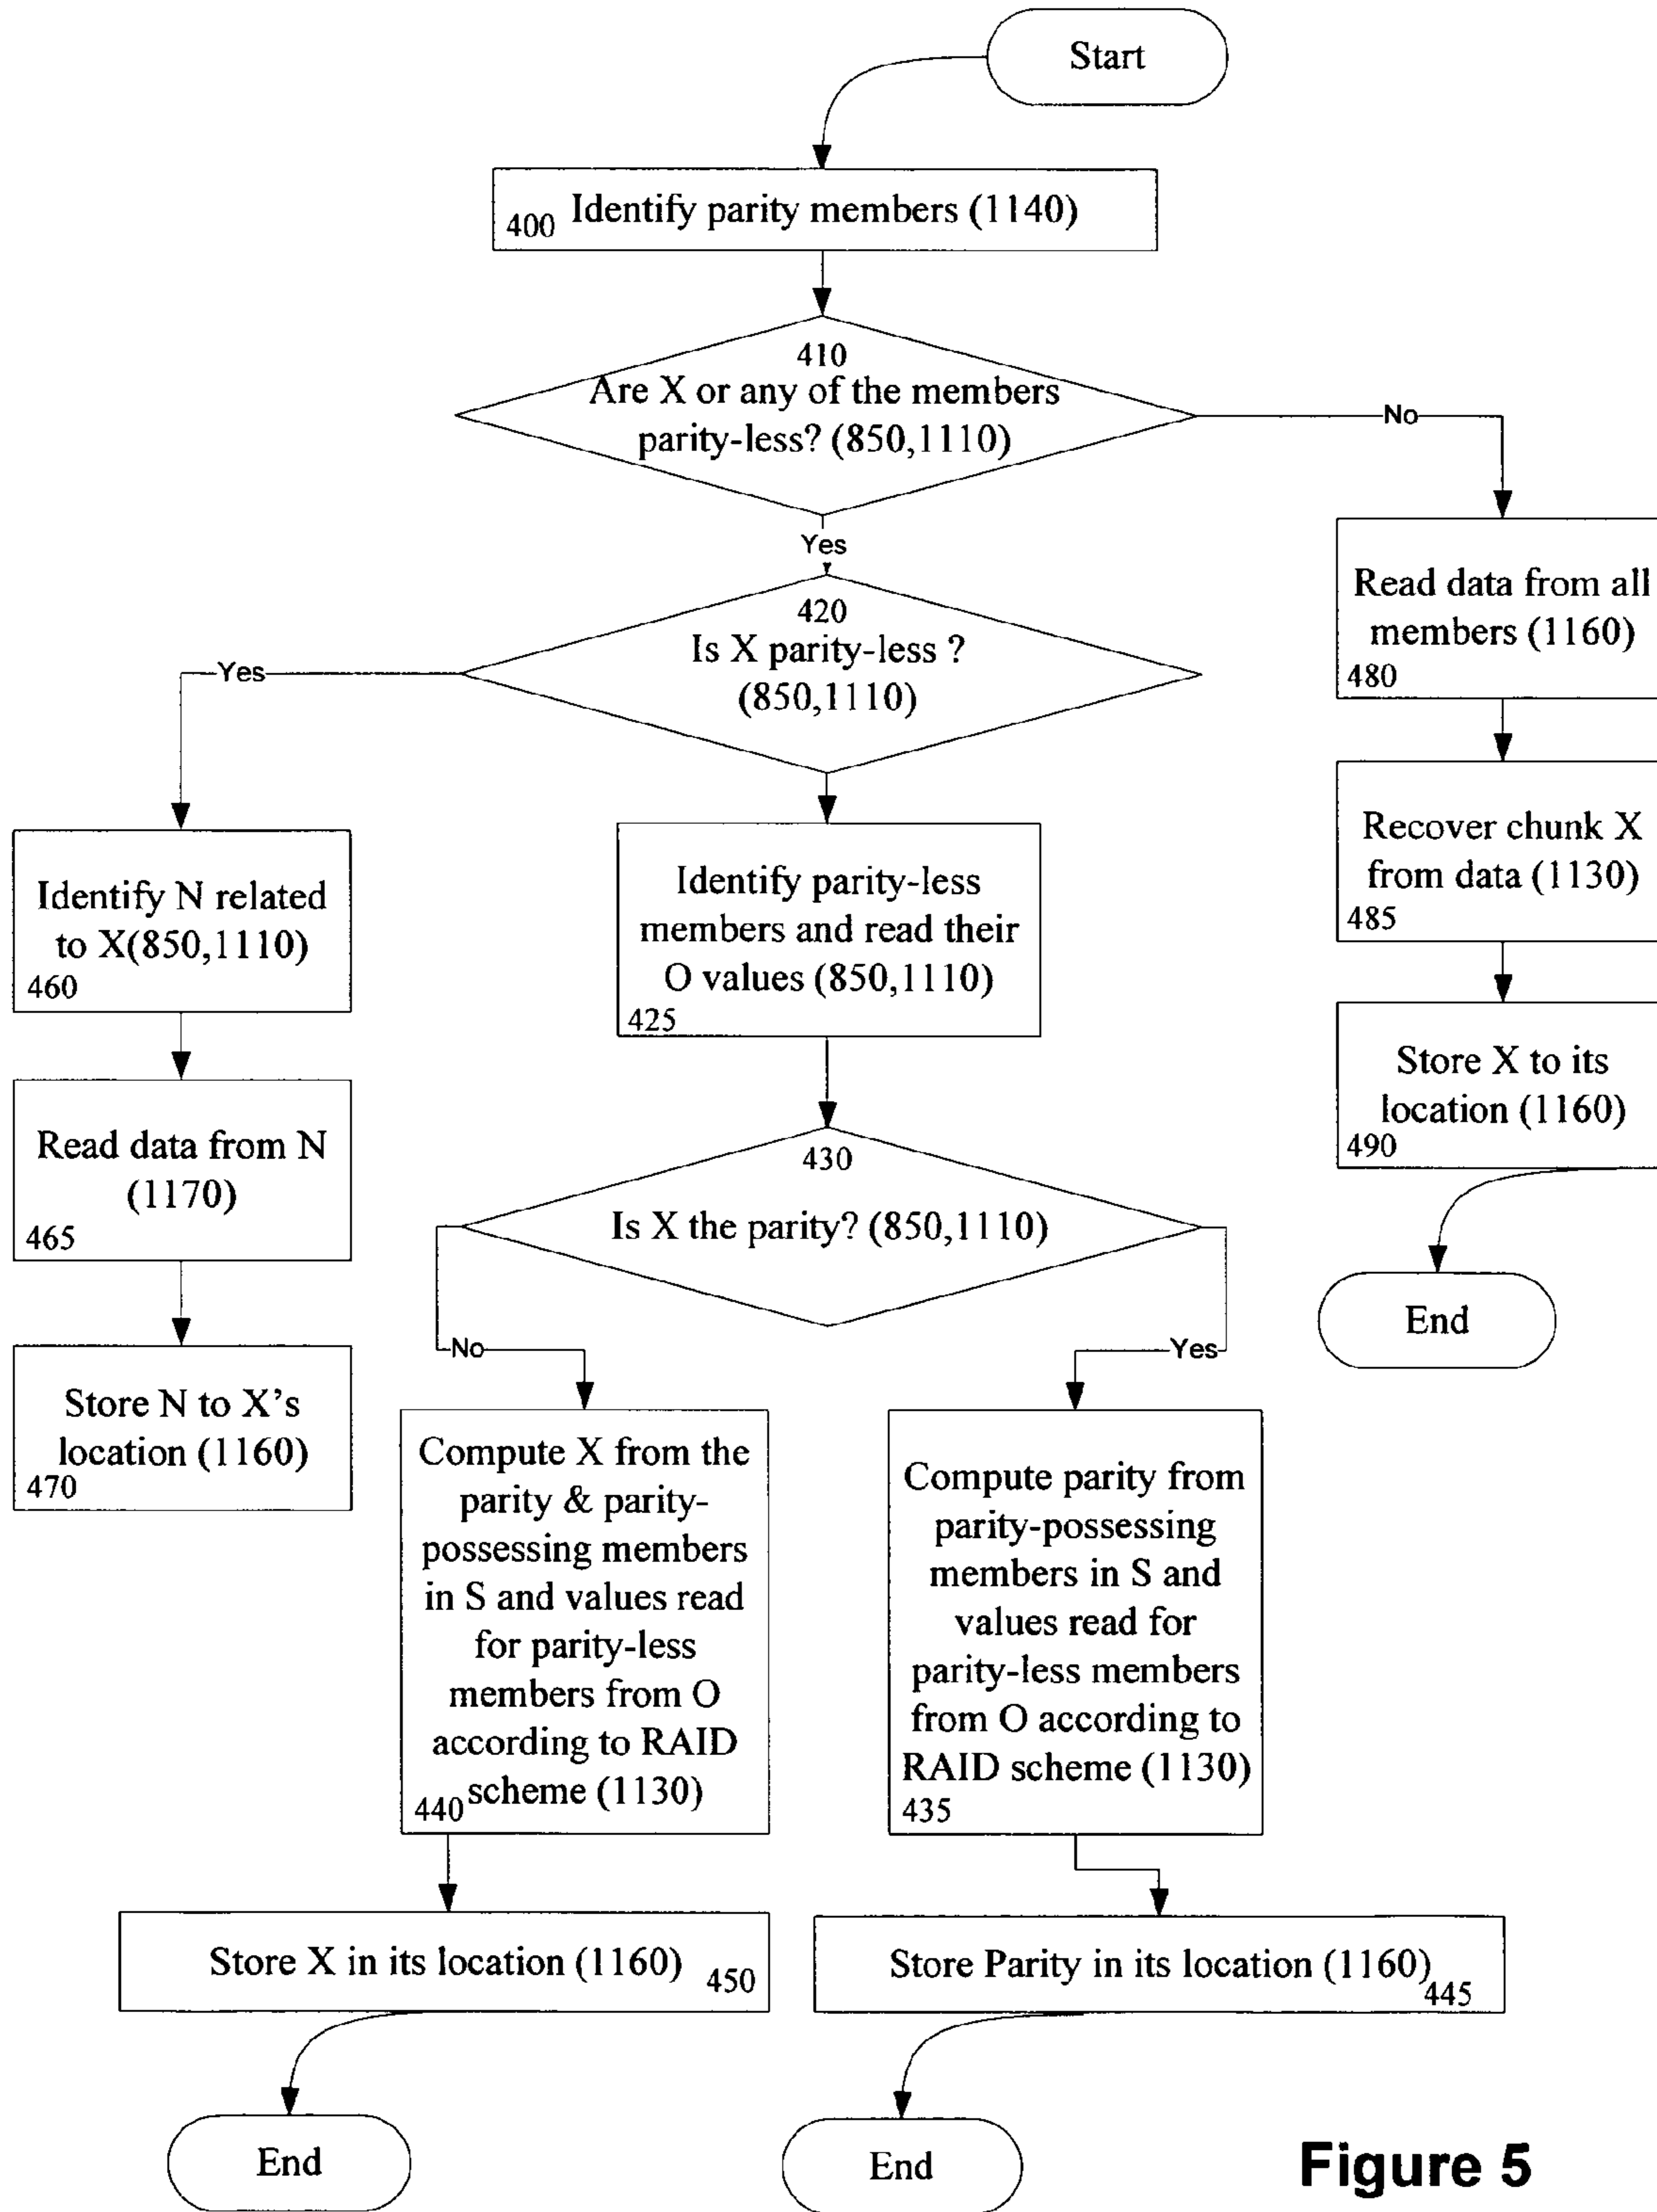 Start
400 Identify parity members (1140)
410
Are X or any of the members
parity-less? (850,1110)
No
Yes
420
Is X parity-less ?
(850,1110)
Yes
Read data from all
members (1160)
480
Recover chunk X
from data (1130)
485
Store X to its
location (1160)
490
End
Identify N related
to X(850,1110)
460
Read data from N
(1170)
465
Store N to X's
location (1160)
470
Identify parity-less
members and read their
O values (850,1110)
425
430
Is X the parity? (850,1110)
No
Yes
Compute X from the
parity & parity-
possessing members
in S and values read
for parity-less
members from O
according to RAID
scheme (1130)
440
Compute parity from
parity-possessing
members in S and
values read for
parity-less members
from O according to
RAID scheme (1130)
435
Store X in its location (1160)
450
Store Parity in its location (1160)
445
End
End
Figure 5